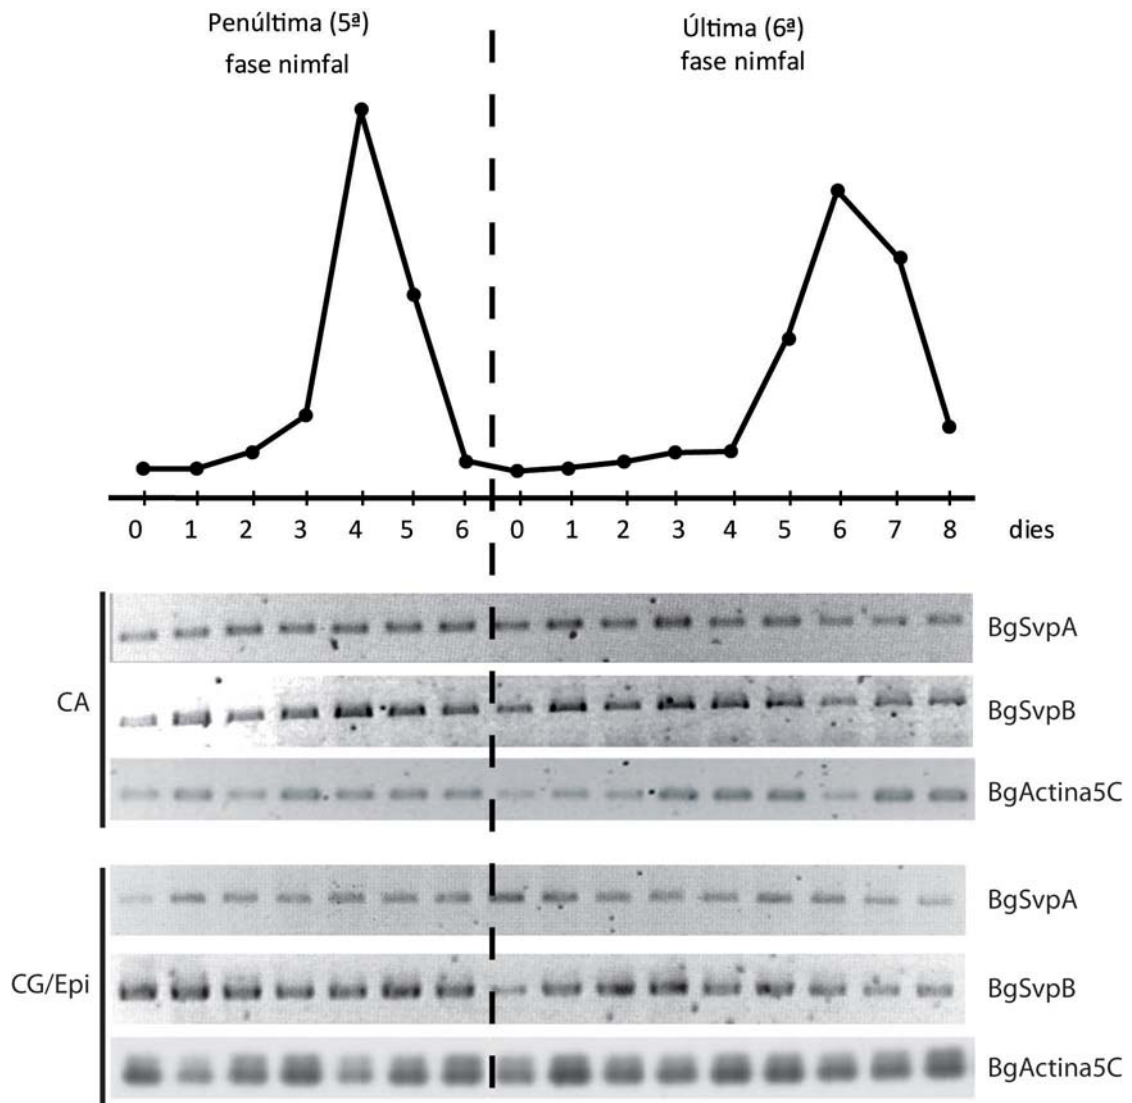 Penúltima (5ª)
fase nimfal
Última (6ª)
fase nimfal
0 1 2 3 4 5 6 0 1 2 3 4 5 6 7 8 dies
CA
BgSvpA
BgSvpB
BgActina5C
CG/Epi
BgSvpA
BgSvpB
BgActina5C